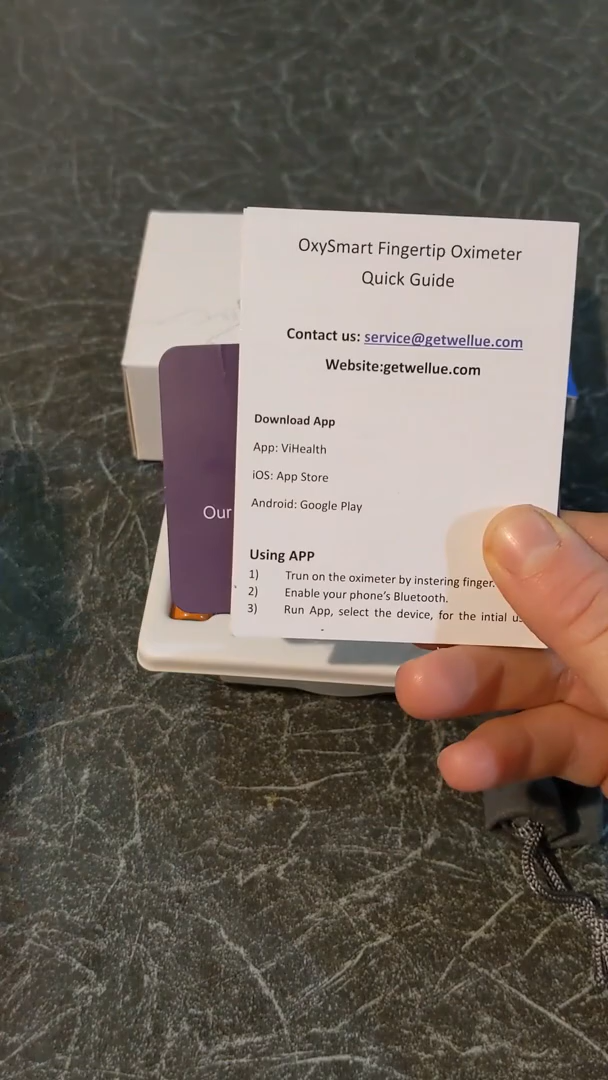 OxySmart Fingertip Oximeter
Quick Guide
Contact us: service@getwellue.com
Website:getwellue.com
Download App
App: ViHealth
iOS: App Store
Android: Google Play
Our
Using APP
1) Trun on the oximeter by instering finger.
2) Enable your phone's Bluetooth.
3) Run App, select the device, for the intial